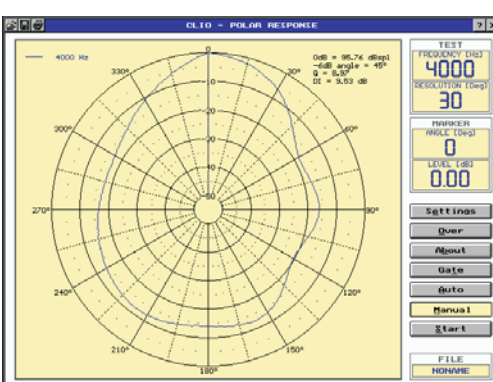 CLIO - POLAR RESPONSE
4000 Hz
0dB = 95.76 dBspl
-6dB angle = 45°
Q = 8.97
DI = 9.53 dB
0
330°
30°
-10
300°
60°
-20
-30
-40
-50
270°
90°
240°
120°
210°
150°
180°
TEST
FREQUENCY [Hz]
4000
RESOLUTION [Deg]
30
MARKER
ANGLE [Deg]
0
LEVEL [dB]
0.00
Settings
Over
About
Gate
Auto
Manual
Start
FILE
NONAME